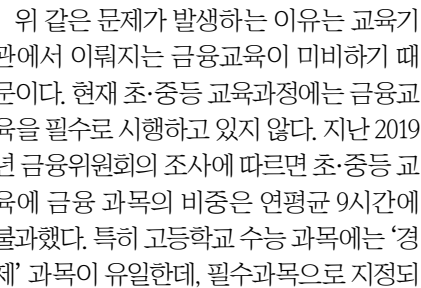 위 같은 문제가 발생하는 이유는 교육기
관에서 이뤄지는 금융교육이 미비하기 때
문이다. 현재 초·중등 교육과정에는 금융교
육을 필수로 시행하고 있지 않다. 지난 2019
년 금융위원회의 조사에 따르면 초·중등 교
육에 금융 과목의 비중은 연평균 9시간에
불과했다. 특히 고등학교 수능 과목에는 ‘경
제’ 과목이 유일한데, 필수과목으로 지정되